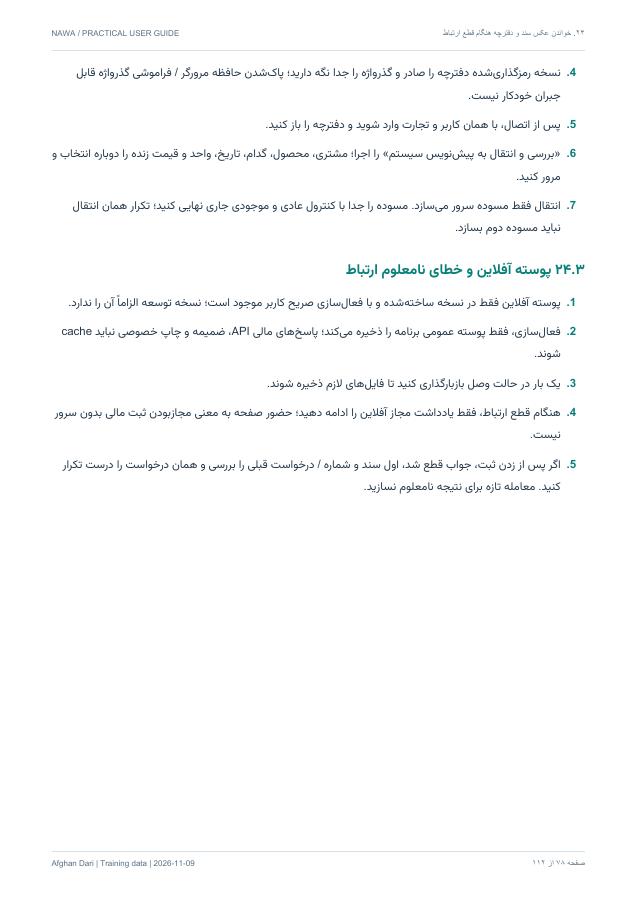 NAWA / PRACTICAL USER GUIDE
۲۴. خواندن عکس سند و دفترچه هنگام قطع ارتباط
4. نسخه رمزگذاری‌شده دفترچه را صادر و گذرواژه را جدا نگه دارید؛ پاک‌شدن حافظه مرورگر / فراموشی گذرواژه قابل
جبران خودکار نیست.
5. پس از اتصال، با همان کاربر و تجارت وارد شوید و دفترچه را باز کنید.
6. «بررسی و انتقال به پیش‌نویس سیستم» را اجرا؛ مشتری، محصول، گدام، تاریخ، واحد و قیمت زنده را دوباره انتخاب و
مرور کنید.
7. انتقال فقط مسوده سرور می‌سازد. مسوده را جدا با کنترول عادی و موجودی جاری نهایی کنید؛ تکرار همان انتقال
نباید مسوده دوم بسازد.
۲۴.۳ پوسته آفلاین و خطای نامعلوم ارتباط
1. پوسته آفلاین فقط در نسخه ساخته‌شده و با فعال‌سازی صریح کاربر موجود است؛ نسخه توسعه الزاماً آن را ندارد.
2. فعال‌سازی، فقط پوسته عمومی برنامه را ذخیره می‌کند؛ پاسخ‌های مالی API، ضمیمه و چاپ خصوصی نباید cache
شوند.
3. یک بار در حالت وصل بازبارگذاری کنید تا فایل‌های لازم ذخیره شوند.
4. هنگام قطع ارتباط، فقط یادداشت مجاز آفلاین را ادامه دهید؛ حضور صفحه به معنی مجازبودن ثبت مالی بدون سرور
نیست.
5. اگر پس از زدن ثبت، جواب قطع شد، اول سند و شماره / درخواست قبلی را بررسی و همان درخواست را درست تکرار
کنید. معامله تازه برای نتیجه نامعلوم نسازید.
Afghan Dari | Training data | 2026-11-09
صفحه ۷۸ از ۱۱۲